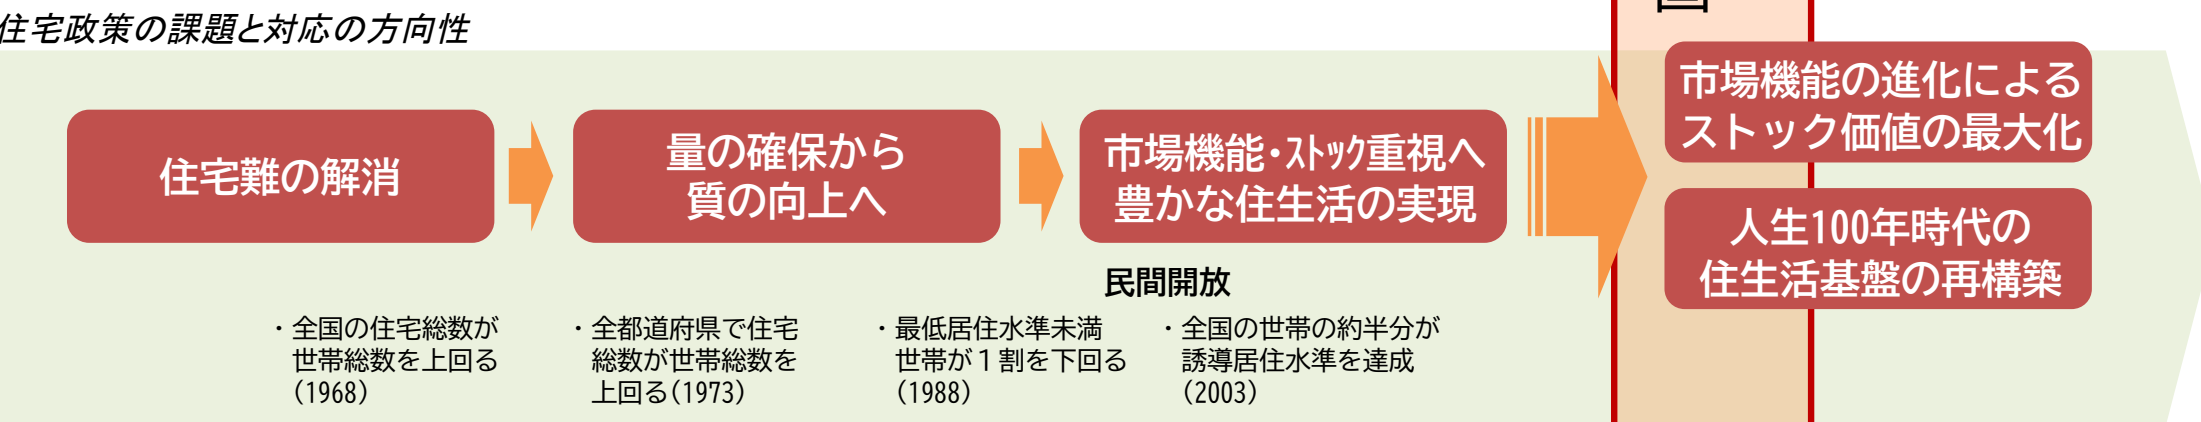 住宅政策の課題と対応の方向性
住宅難の解消
量の確保から
質の向上へ
市場機能・ｽﾄｯｸ重視へ
豊かな住生活の実現
市場機能の進化による
ストック価値の最大化
人生100年時代の
住生活基盤の再構築
民間開放
・全国の住宅総数が
世帯総数を上回る
(1968)
・全都道府県で住宅
総数が世帯総数を
上回る(1973)
・最低居住水準未満
世帯が１割を下回る
(1988)
・全国の世帯の約半分が
誘導居住水準を達成
(2003)